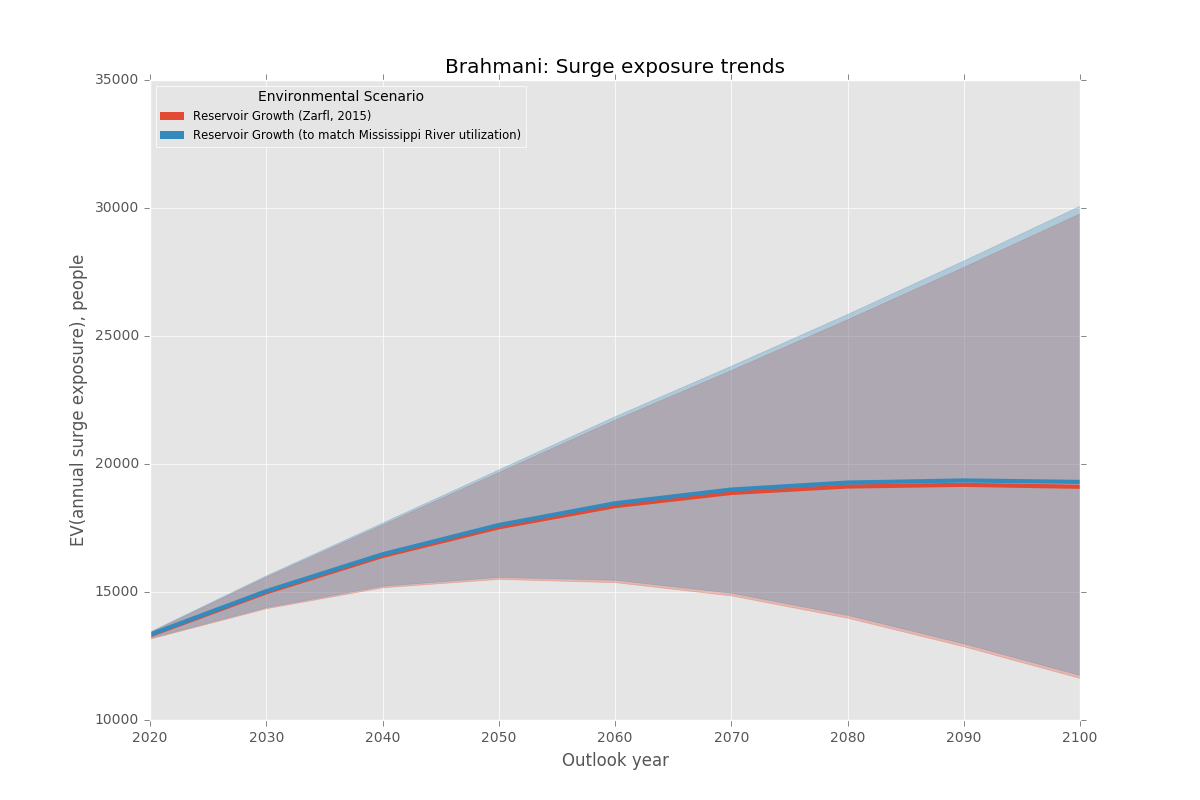 Brahmani: Surge exposure trends
Environmental Scenario
Reservoir Growth (Zarfl, 2015)
Reservoir Growth (to match Mississippi River utilization)
EV(annual surge exposure), people
35000
30000
25000
20000
15000
10000
2020 2030 2040 2050 2060 2070 2080 2090 2100
Outlook year